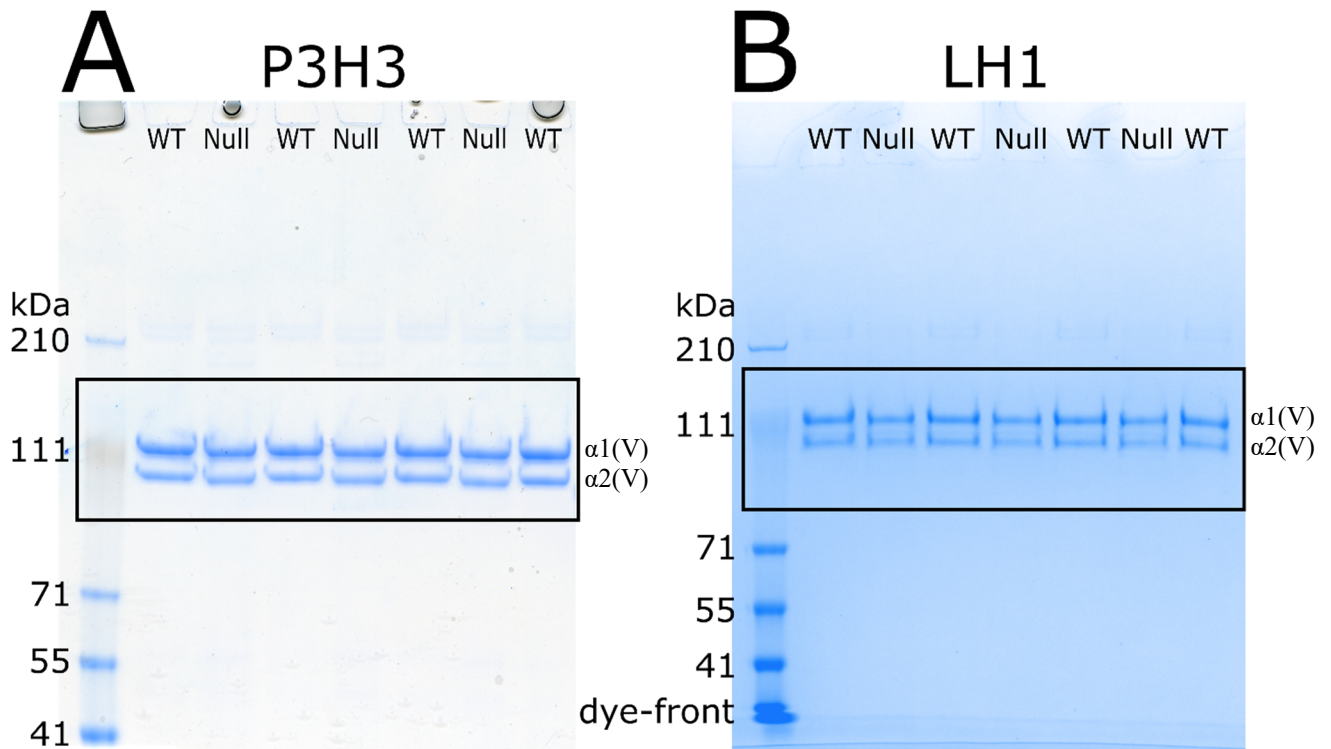 A
P3H3
WT Null WT Null WT Null WT
kDa
210
111
α1(V)
α2(V)
71
55
41
B
LH1
WT Null WT Null WT Null WT
kDa
210
111
α1(V)
α2(V)
71
55
41
dye-front